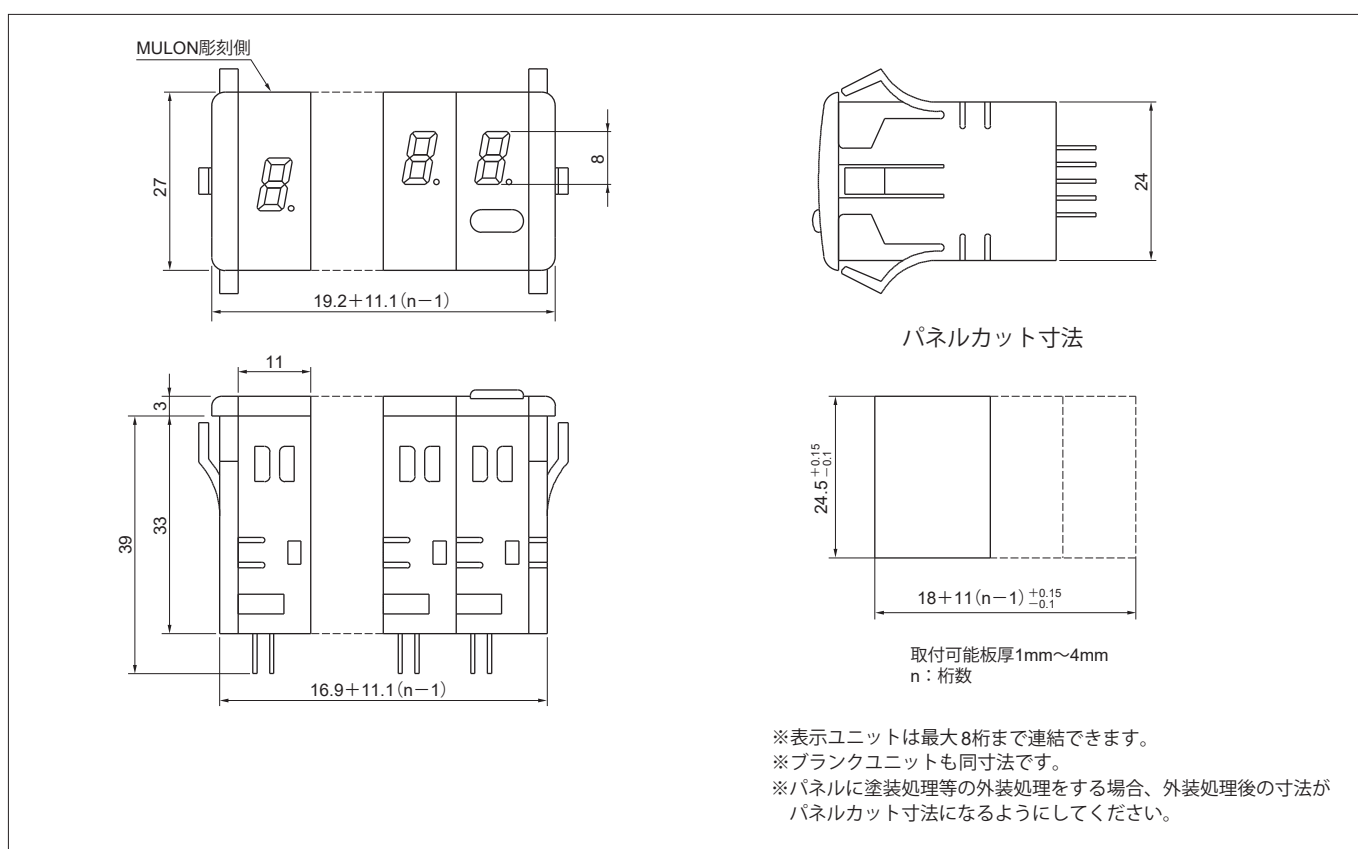 MULON彫刻側
27
8
19.2+11.1(n−1)
24
パネルカット寸法
11
3
33
39
16.9+11.1(n−1)
24.5 +0.15 −0.1
18+11(n−1) +0.15 −0.1
取付可能板厚1mm〜4mm
n：桁数
※表示ユニットは最大8桁まで連結できます。
※ブランクユニットも同寸法です。
※パネルに塗装処理等の外装処理をする場合、外装処理後の寸法が
パネルカット寸法になるようにしてください。